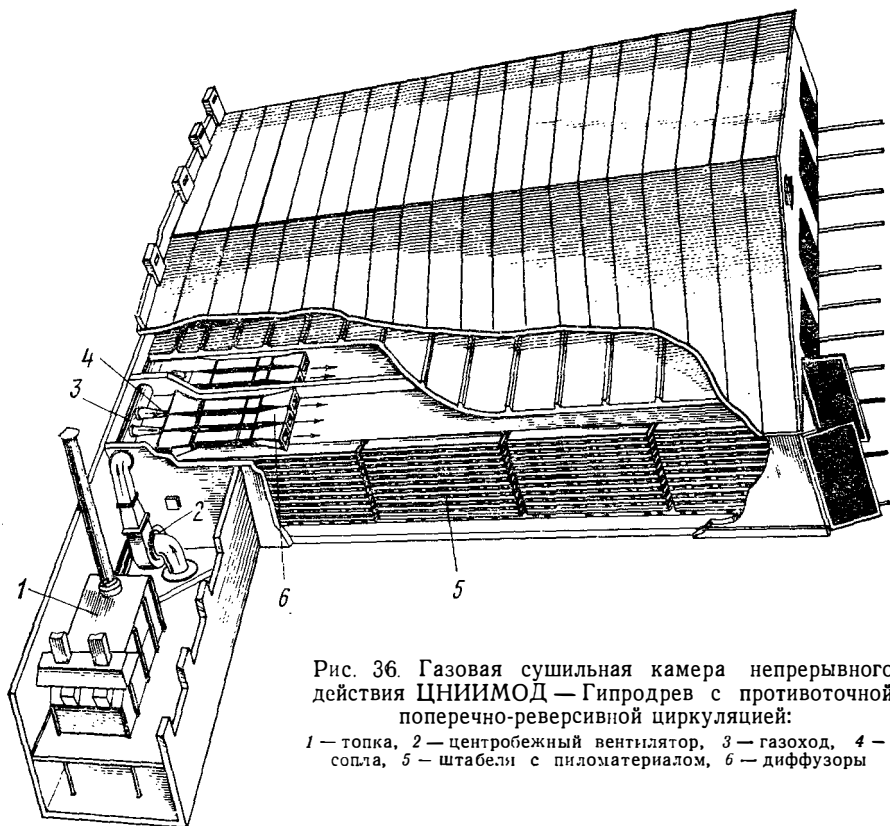 4
3
2
1
6
5
Рис. 36. Газовая сушильная камера непрерывного
действия ЦНИИМОД — Гипродрев с противоточной
поперечно-реверсивной циркуляцией:
1 — топка, 2 — центробежный вентилятор, 3 — газоход, 4 —
сопла, 5 — штабеля с пиломатериалом, 6 — диффузоры